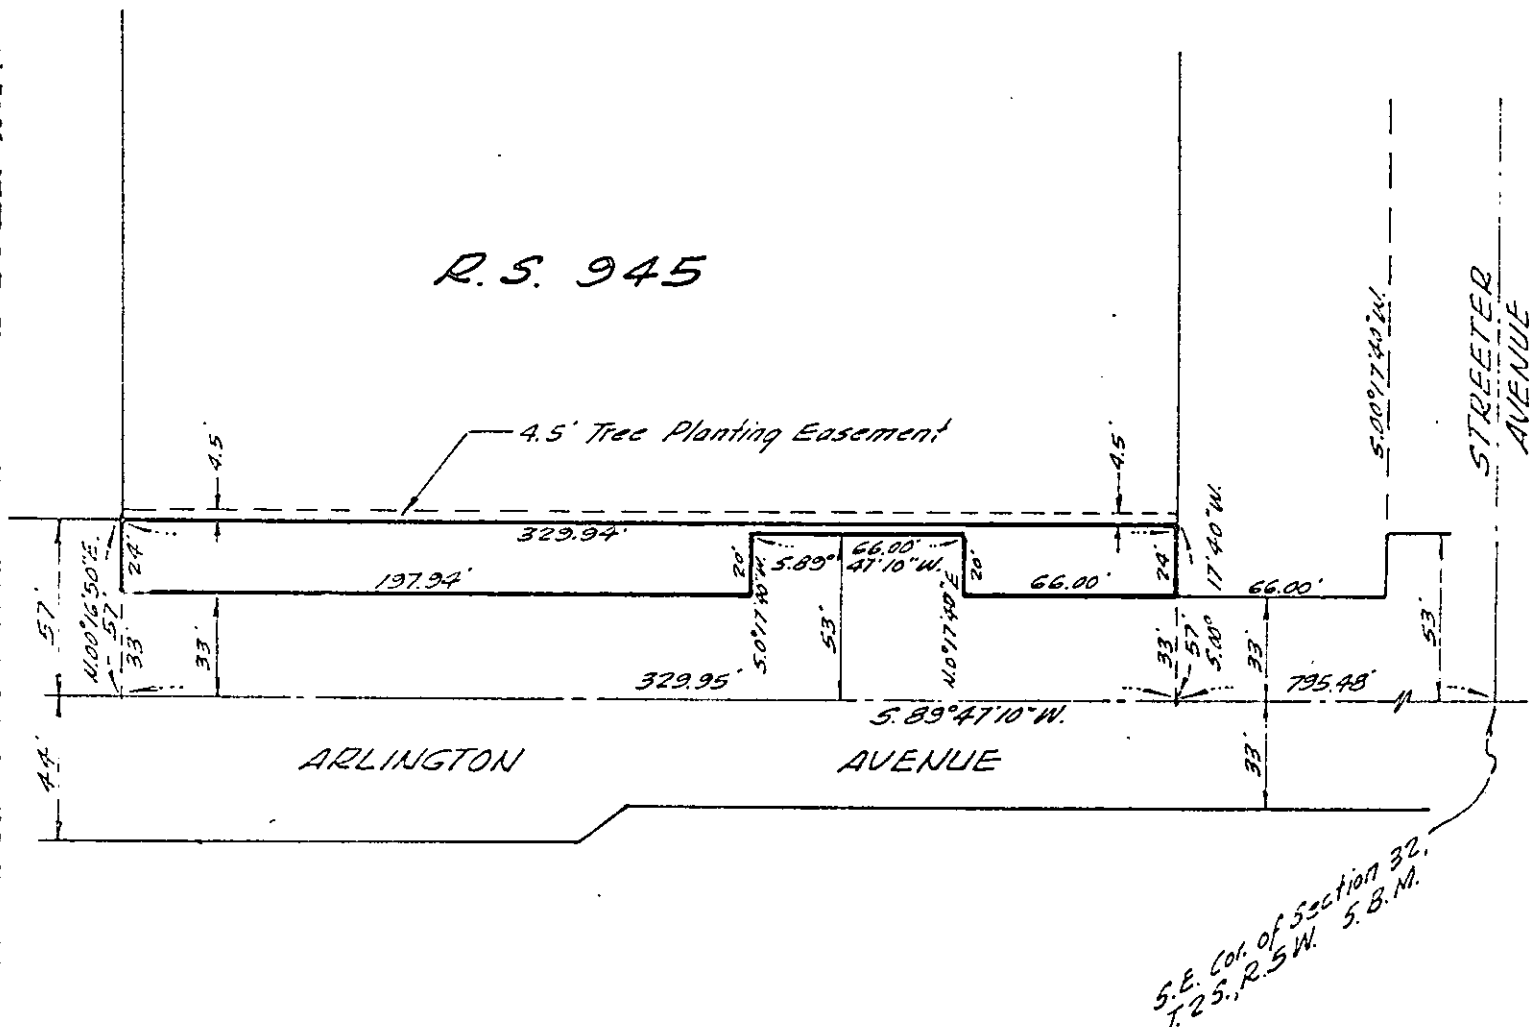 R. S. 945
STREETER
AVENUE
S.00°17'40"W.
4.5' Tree Planting Easement
4.5'
4.5'
329.94'
197.94'
24'
20'
S.89°
47'10"W.
66.00'
20'
66.00'
24'
17'40"W.
66.00'
57'
N.00°16'50"E.
57'
33'
33'
S.0°17'40"W.
53'
N.0°17'40"E
33'
57'
S.00°
33'
53'
329.95'
795.48'
S. 89°47'10"W.
44'
ARLINGTON AVENUE
33'
S.E. Cor. of Section 32,
T. 2 S., R. 5 W. S. B. M.